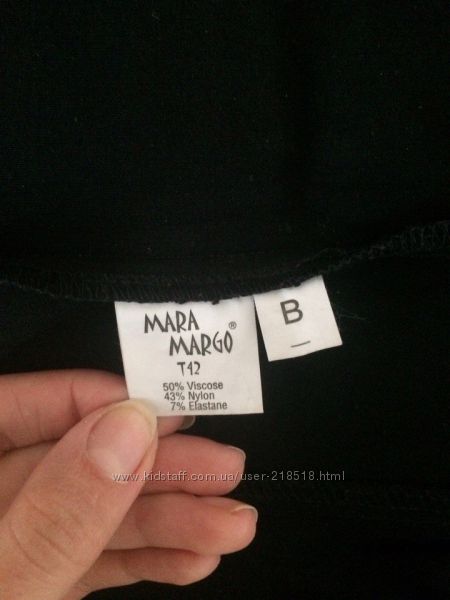 MARA
MARGO®
T42
50% Viscose
43% Nylon
7% Elastane
B
www.kidstaff.com.ua/user-218518.html